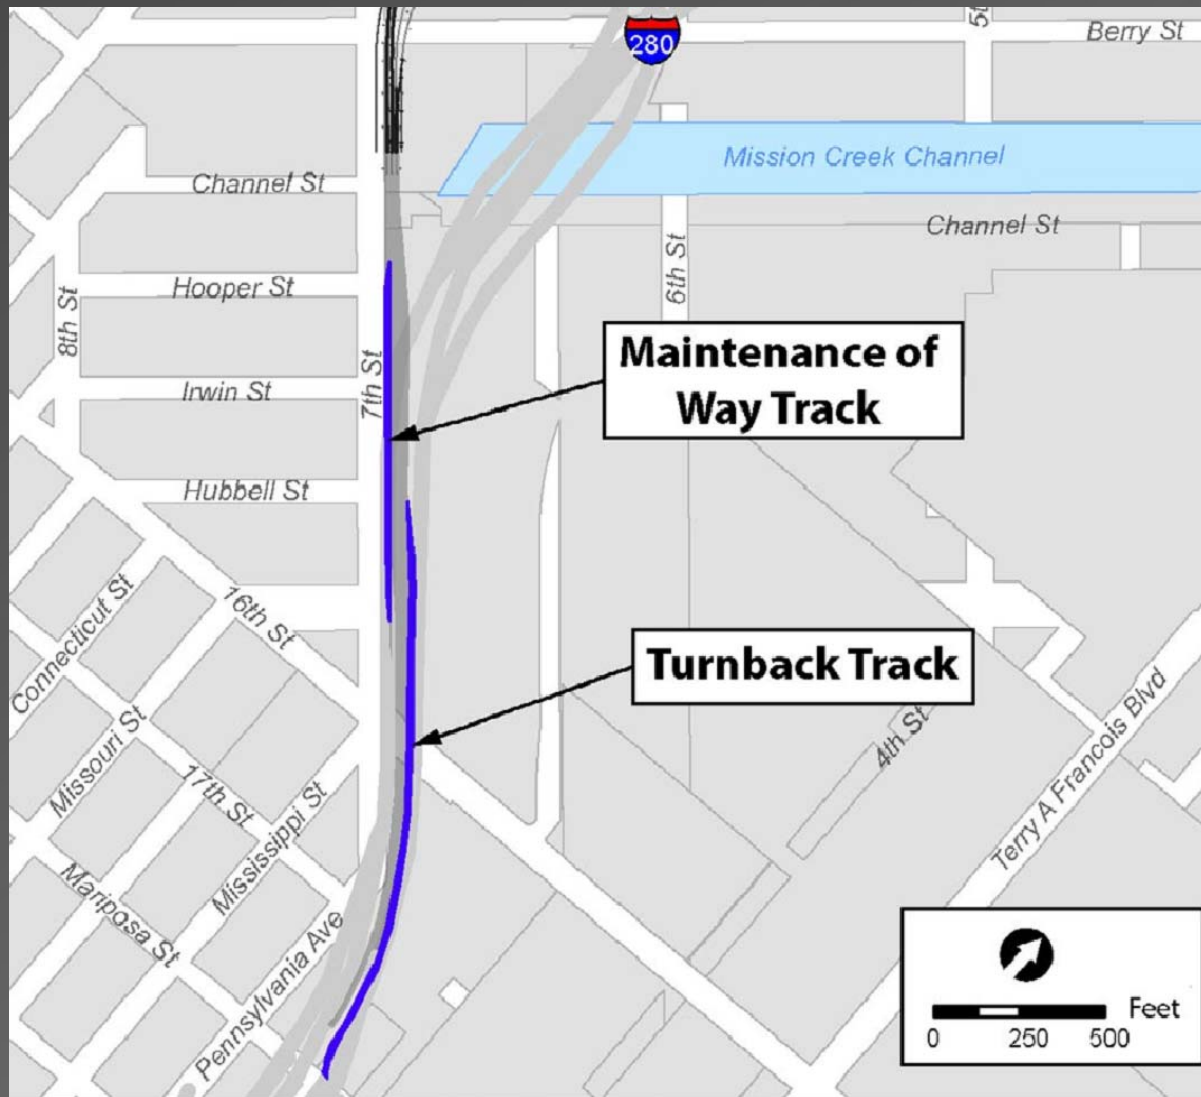 280
5t
Berry St
Mission Creek Channel
Channel St
Channel St
Hooper St
6th St
8th St
Maintenance of
Way Track
7th St
Irwin St
Hubbell St
16th St
Connecticut St
Turnback Track
Missouri St
17th St
Mississippi St
4th St
Terry A Francois Blvd
Mariposa St
Pennsylvania Ave
Feet
0 250 500